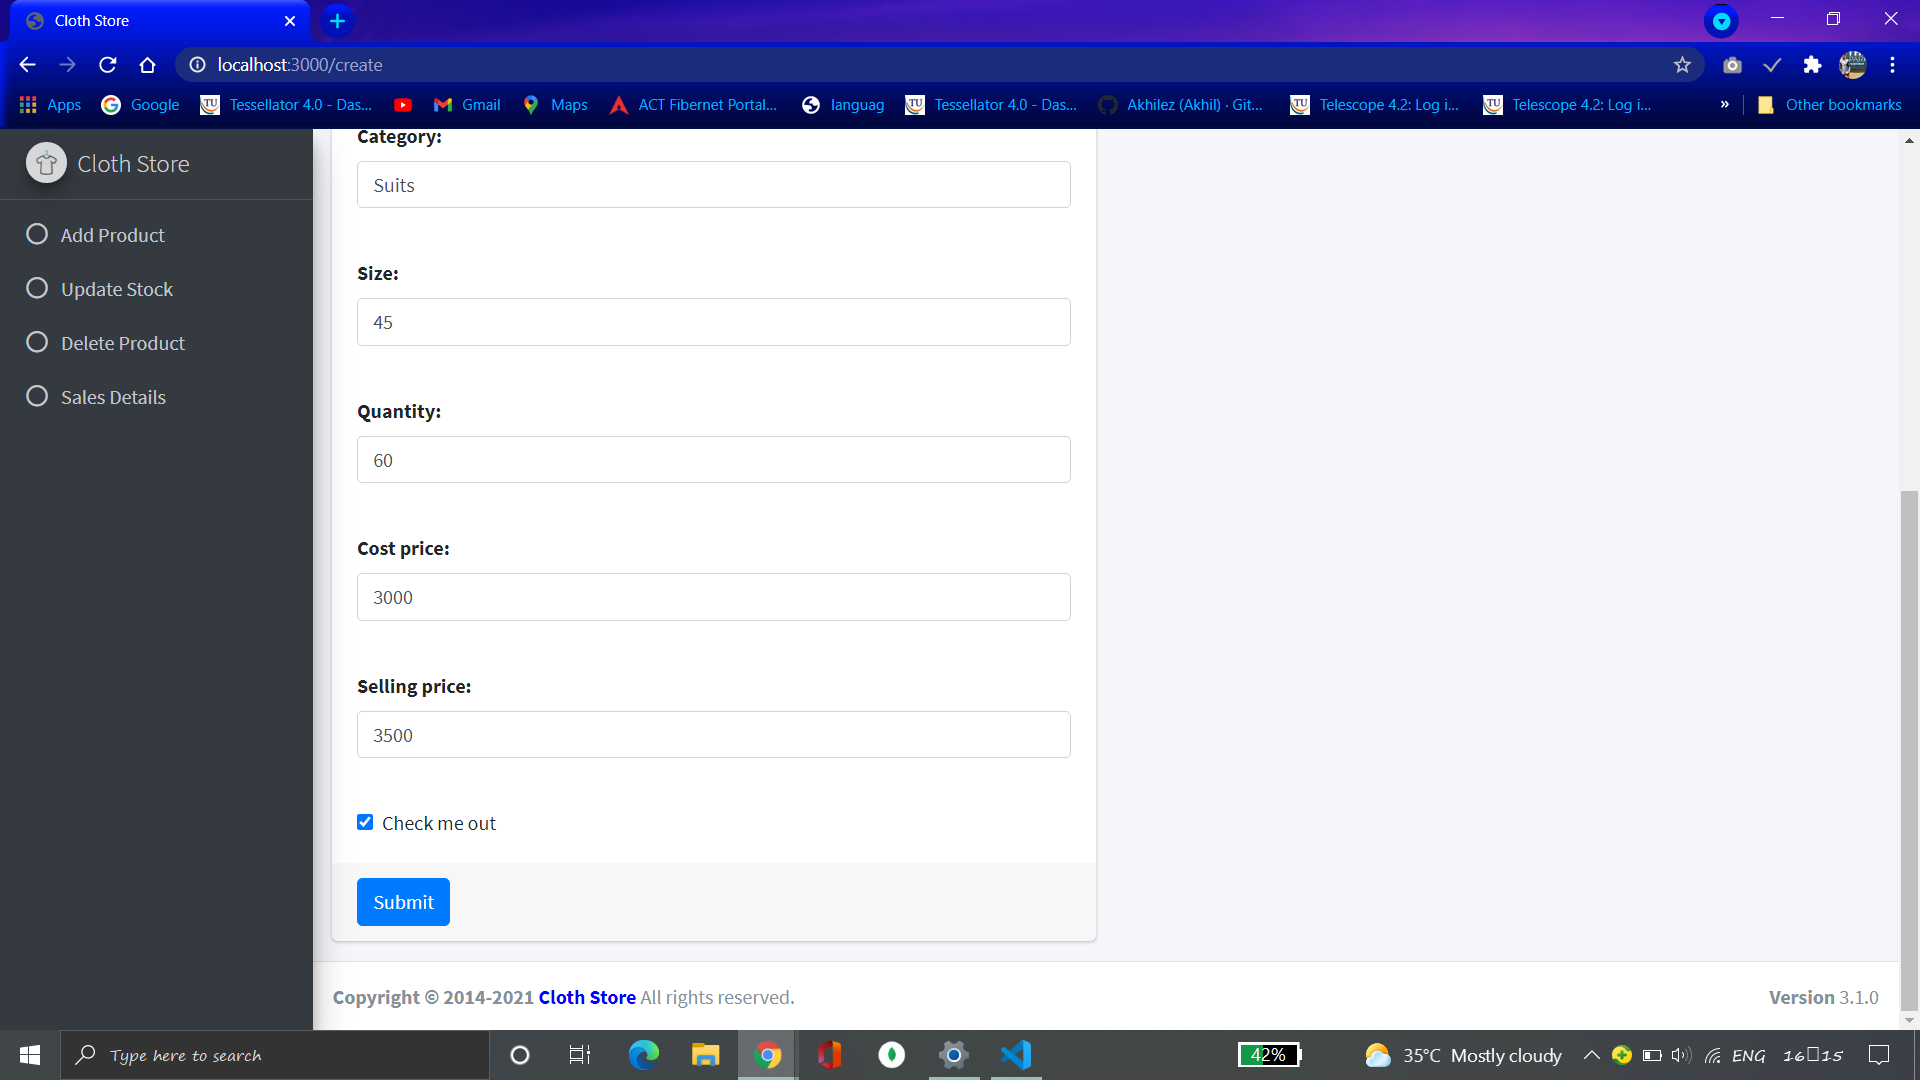 Cloth Store
localhost:3000/create
Apps Google Tessellator 4.0 - Das... Gmail Maps ACT Fibernet Portal... languag Tessellator 4.0 - Das... Akhilez (Akhil) · Git... Telescope 4.2: Log i... Telescope 4.2: Log i... » Other bookmarks
Cloth Store
Add Product
Update Stock
Delete Product
Sales Details
Category:
Suits
Size:
45
Quantity:
60
Cost price:
3000
Selling price:
3500
Check me out
Submit
Copyright © 2014-2021 Cloth Store All rights reserved.
Version 3.1.0
Type here to search
42%
35°C Mostly cloudy
ENG
16□15